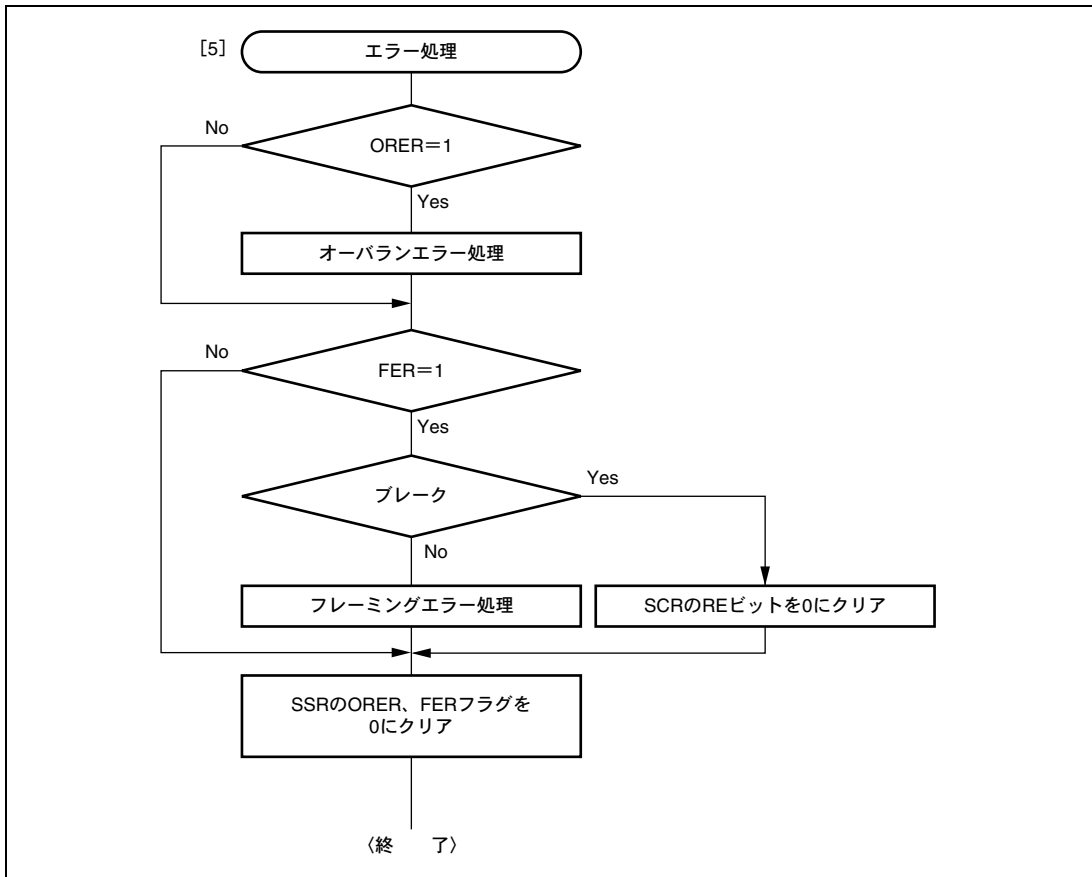 [5]
エラー処理
No
ORER＝1
Yes
オーバランエラー処理
No
FER＝1
Yes
ブレーク
Yes
No
フレーミングエラー処理
SCRのREビットを0にクリア
SSRのORER、FERフラグを
0にクリア
〈終　了〉